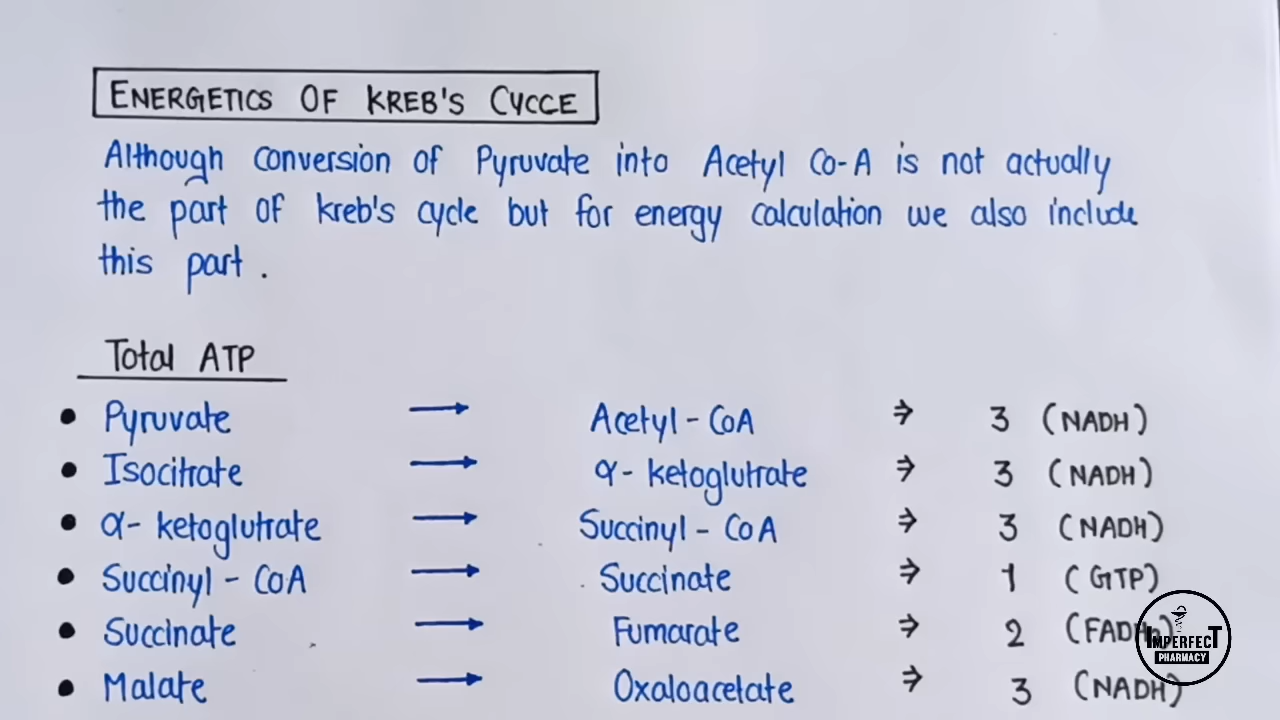 ENERGETICS OF KREB'S CYCCE
Although conversion of Pyruvate into Acetyl Co-A is not actually
the part of kreb's cycle but for energy calculation we also include
this part.
Total ATP
• Pyruvate → Acetyl-CoA ⇒ 3 (NADH)
• Isocitrate → α-ketoglutrate ⇒ 3 (NADH)
• α-ketoglutrate → Succinyl-CoA ⇒ 3 (NADH)
• Succinyl-CoA → Succinate ⇒ 1 (GTP)
• Succinate → Fumarate ⇒ 2 (FADH₂)
• Malate → Oxaloacetate ⇒ 3 (NADH)
IMPERFECT
PHARMACY